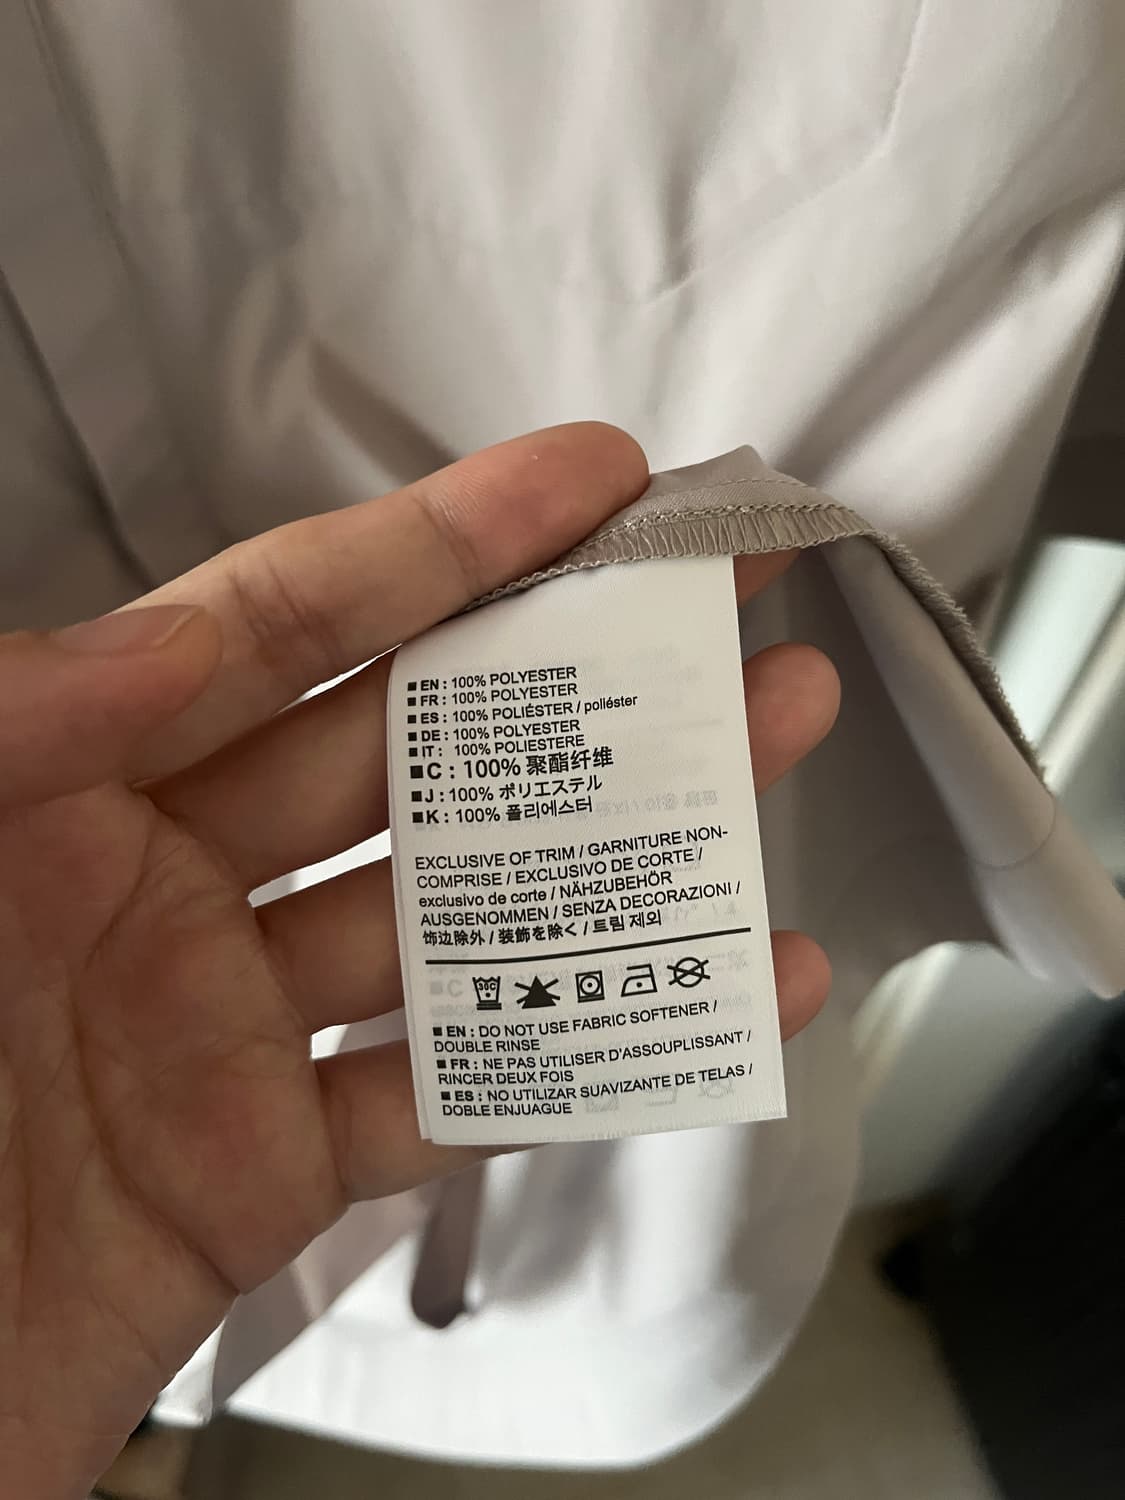 ■ EN : 100% POLYESTER
■ FR : 100% POLYESTER
■ ES : 100% POLIÉSTER / poliéster
■ DE : 100% POLYESTER
■ IT : 100% POLIESTERE
■ C : 100% 聚酯纤维
■ J : 100% ポリエステル
■ K : 100% 폴리에스터
EXCLUSIVE OF TRIM / GARNITURE NON-
COMPRISE / EXCLUSIVO DE CORTE /
exclusivo de corte / NÄHZUBEHÖR
AUSGENOMMEN / SENZA DECORAZIONI /
饰边除外 / 装飾を除く / 트림 제외
30C
■ EN : DO NOT USE FABRIC SOFTENER /
DOUBLE RINSE
■ FR : NE PAS UTILISER D'ASSOUPLISSANT /
RINCER DEUX FOIS
■ ES : NO UTILIZAR SUAVIZANTE DE TELAS /
DOBLE ENJUAGUE